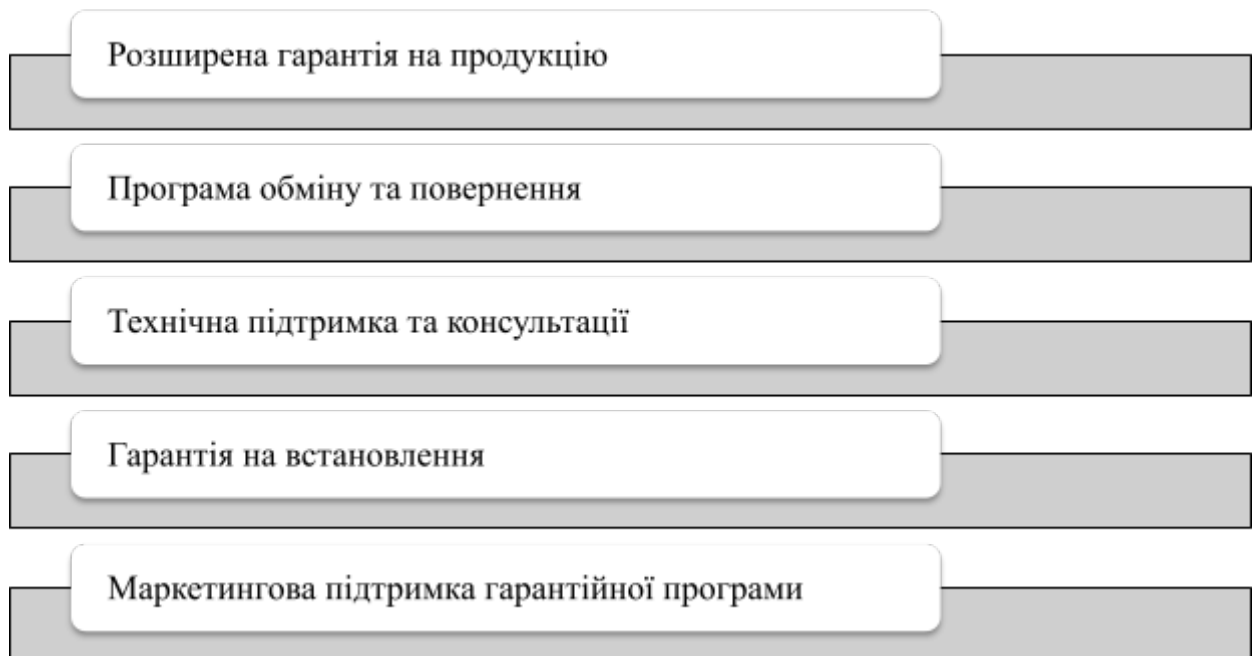 Розширена гарантія на продукцію
Програма обміну та повернення
Технічна підтримка та консультації
Гарантія на встановлення
Маркетингова підтримка гарантійної програми